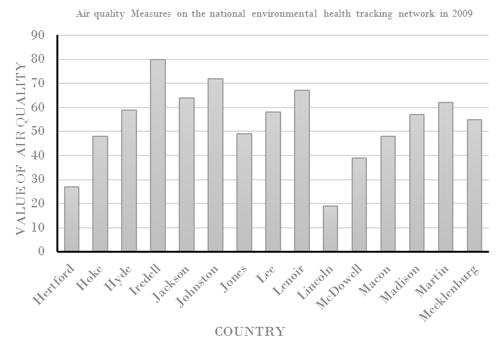 Air quality Measures on the national environmental health tracking network in 2009
90
80
70
60
50
40
30
20
10
0
VALUE OF AIR QUALITY
Hertford
Hoke
Hyde
Iredell
Jackson
Johnston
Jones
Lee
Lenoir
Lincoln
McDowell
Macon
Madison
Martin
Mecklenburg
COUNTRY